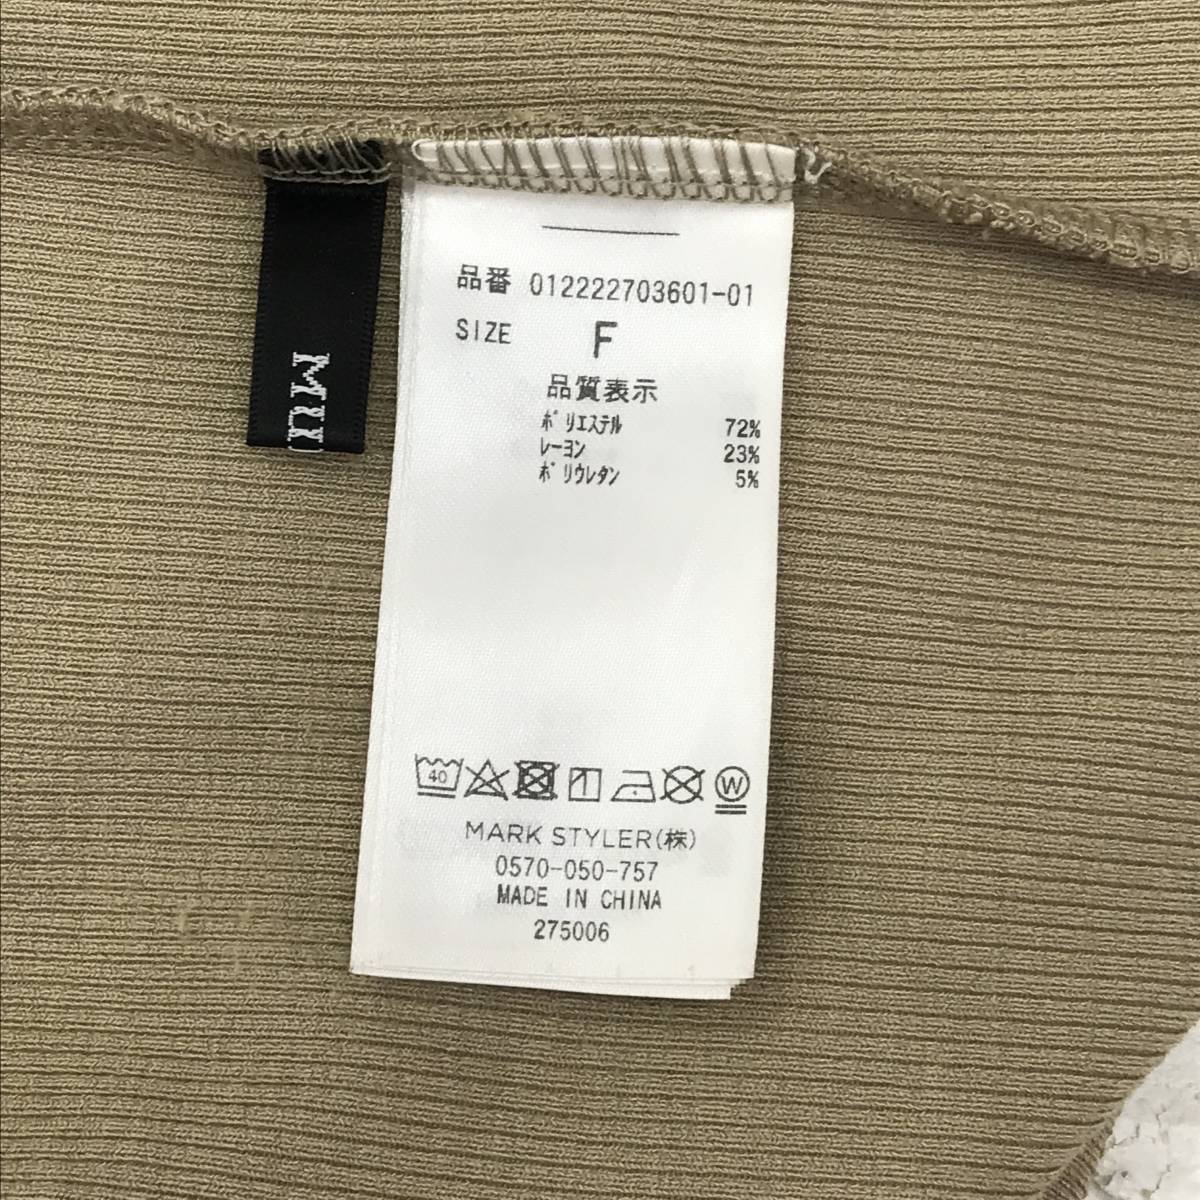 品番 012222703601-01
SIZE F
品質表示
ポリエステル 72%
レーヨン 23%
ポリウレタン 5%
40
W
MARK STYLER(株)
0570-050-757
MADE IN CHINA
275006